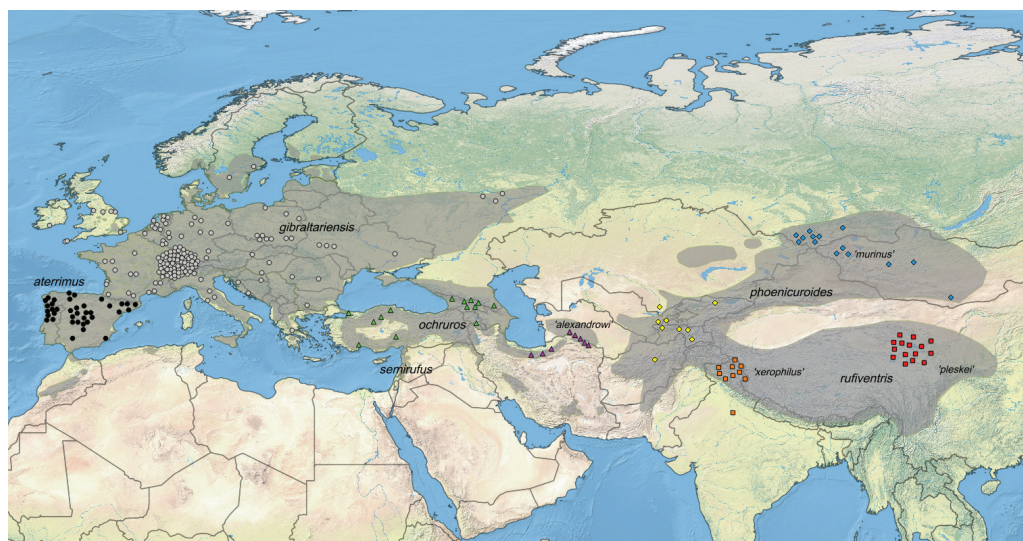 gibraltariensis
'murinus'
aterrimus
phoenicuroides
ochruros
'alexandrowi'
semirufus
'xerophilus'
'pleskei'
rufiventris